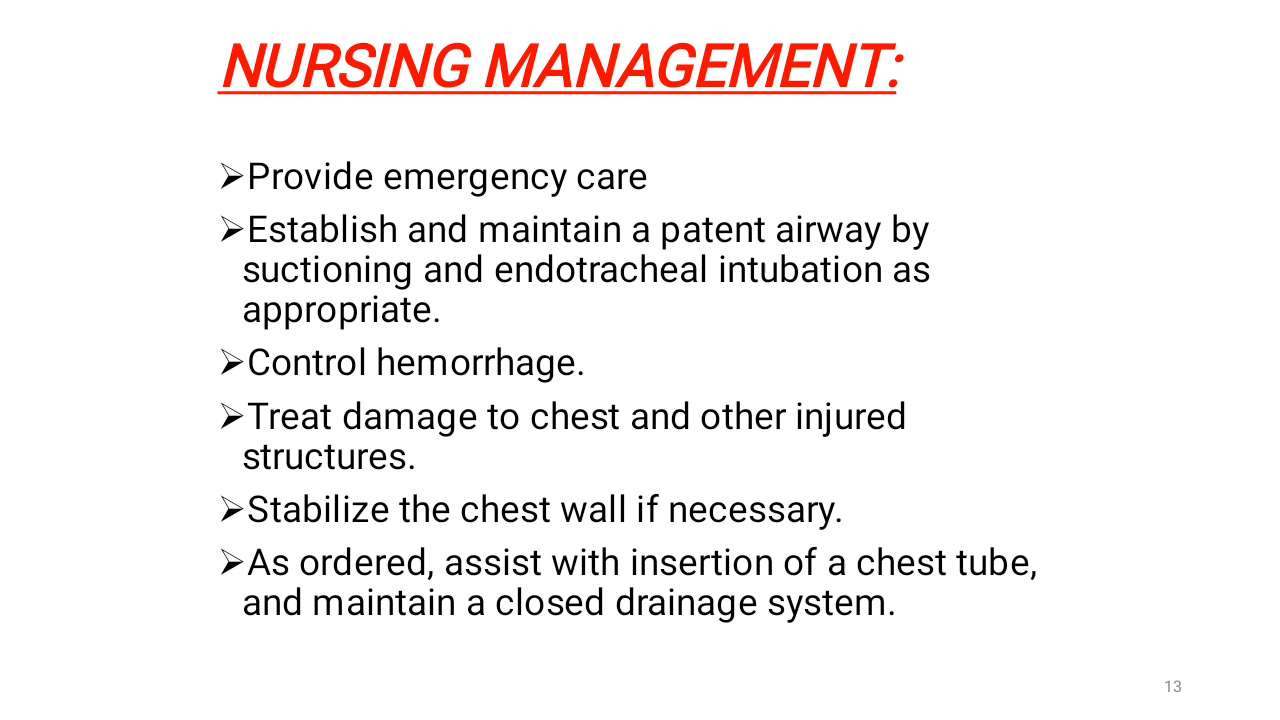 NURSING MANAGEMENT:
➢Provide emergency care
➢Establish and maintain a patent airway by
suctioning and endotracheal intubation as
appropriate.
➢Control hemorrhage.
➢Treat damage to chest and other injured
structures.
➢Stabilize the chest wall if necessary.
➢As ordered, assist with insertion of a chest tube,
and maintain a closed drainage system.
13